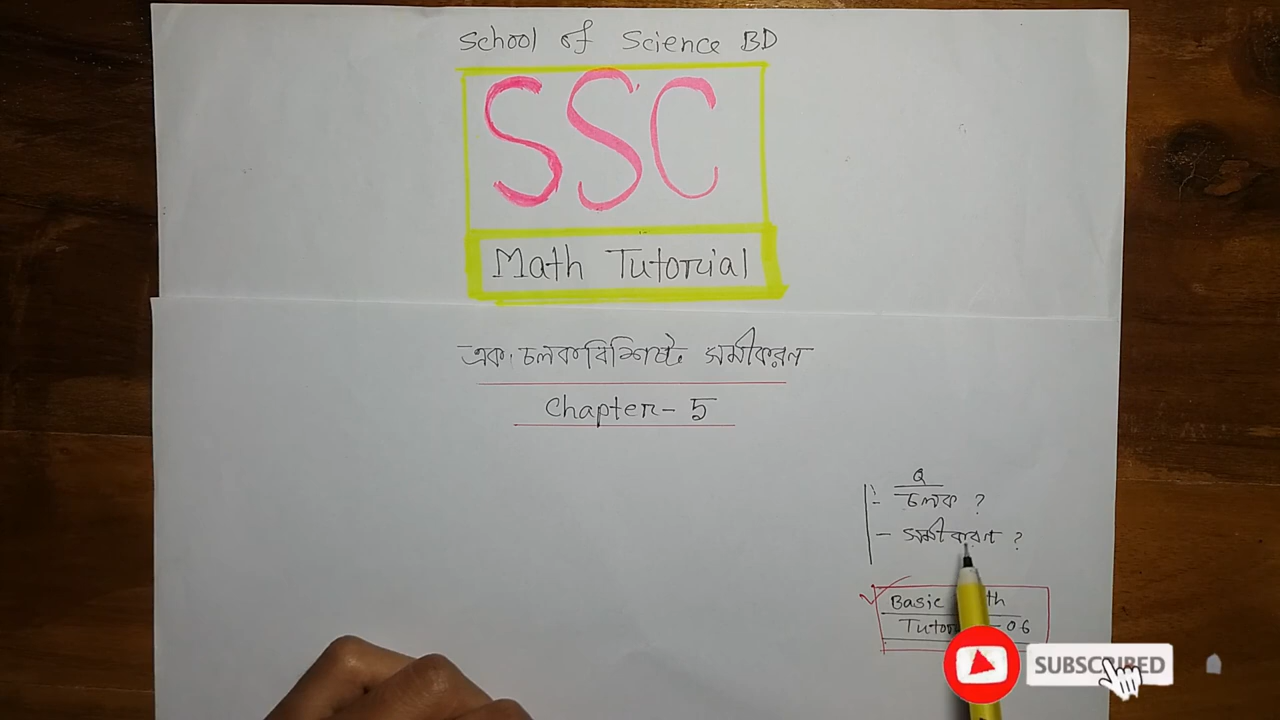 School of Science BD
SSC
Math Tutorial
এক চলকবিশিষ্ট সমীকরণ
Chapter- 5
Q
- চলক ?
- সমীকরণ ?
Basic
- 06
SUBSCRIBED